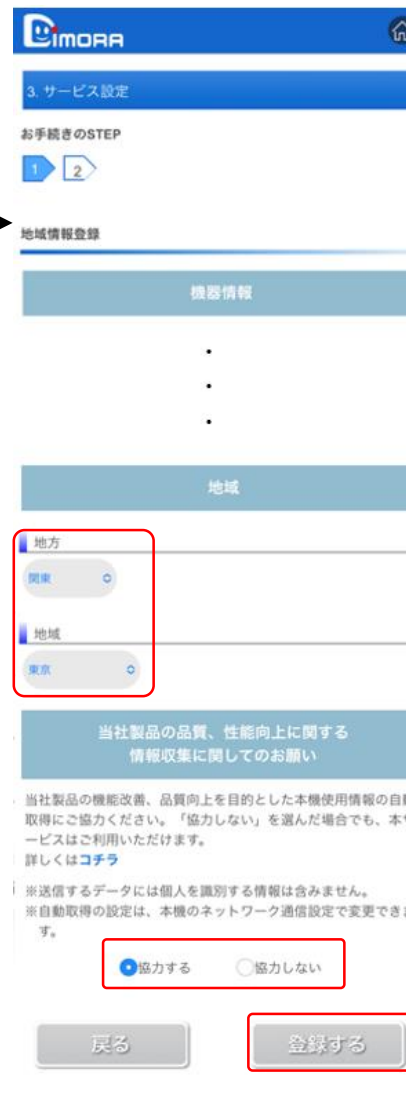 DiMORA
3. サービス設定
お手続きのSTEP
1 2
地域情報登録
機器情報
・
・
・
地域
地方
関東
地域
東京
当社製品の品質、性能向上に関する
情報収集に関してのお願い
当社製品の機能改善、品質向上を目的とした本機使用情報の自
取得にご協力ください。「協力しない」を選んだ場合でも、本
ービスはご利用いただけます。
詳しくはコチラ
※送信するデータには個人を識別する情報は含みません。
※自動取得の設定は、本機のネットワーク通信設定で変更でき
す。
協力する 協力しない
戻る 登録する